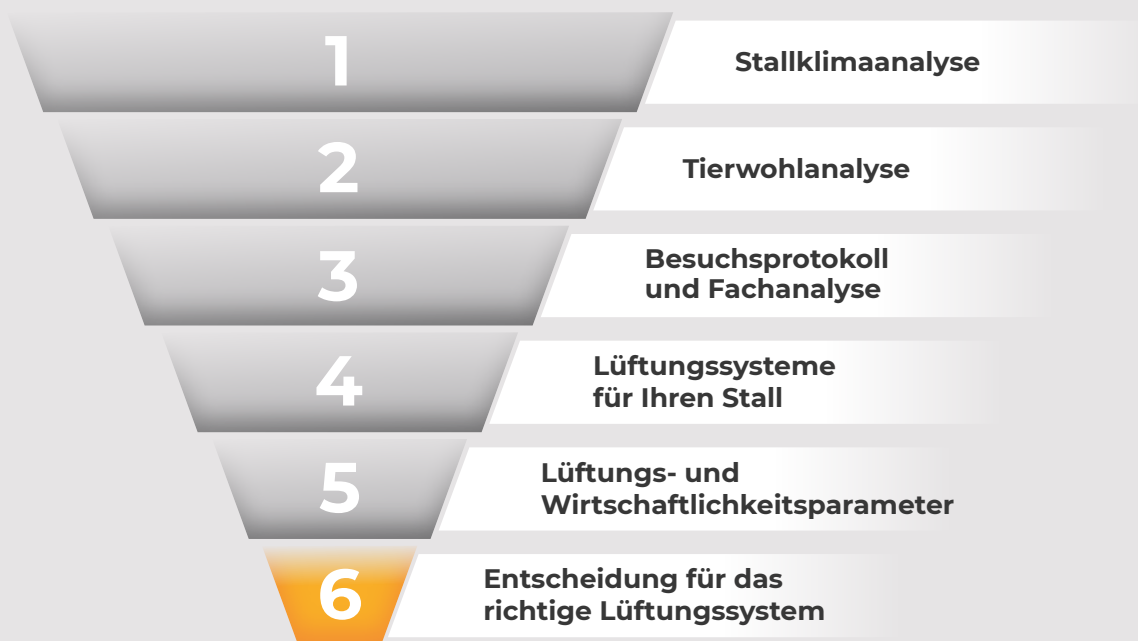 1
Stallklimaanalyse
2
Tierwohlanalyse
3
Besuchsprotokoll
und Fachanalyse
4
Lüftungssysteme
für Ihren Stall
5
Lüftungs- und
Wirtschaftlichkeitsparameter
6
Entscheidung für das
richtige Lüftungssystem